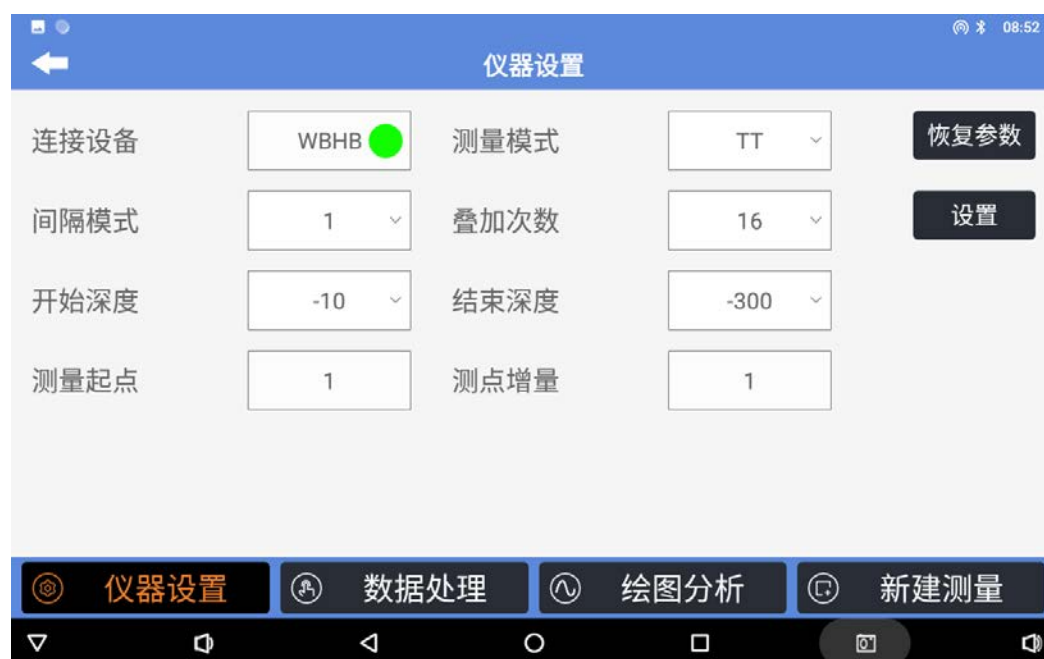 08:52
仪器设置
连接设备 WBHB 测量模式 TT 恢复参数
间隔模式 1 叠加次数 16 设置
开始深度 -10 结束深度 -300
测量起点 1 测点增量 1
仪器设置 数据处理 绘图分析 新建测量